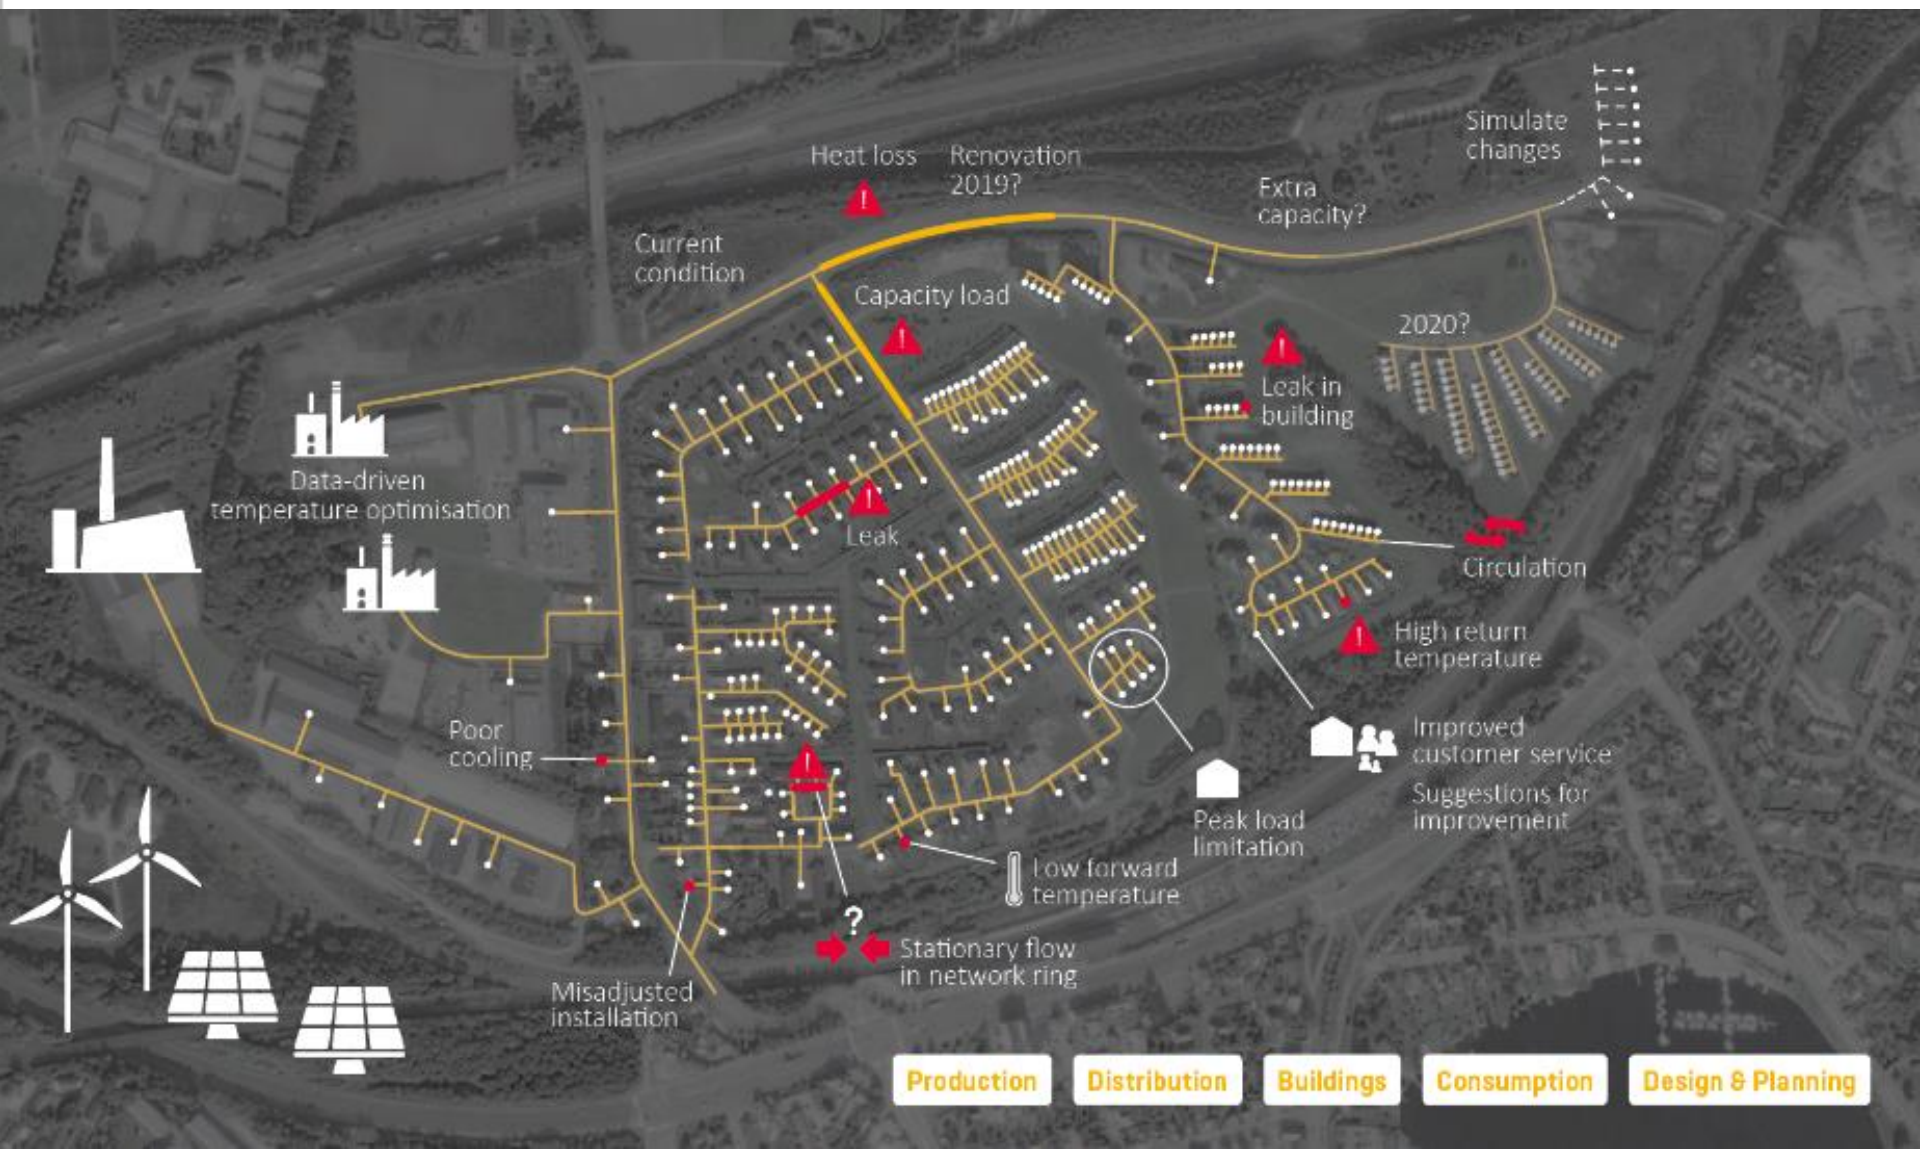 Simulate
changes
Heat loss
Renovation
2019?
Extra
capacity?
Current
condition
Capacity load
2020?
Leak in
building
Data-driven
temperature optimisation
Leak
Circulation
High return
temperature
Poor
cooling
Improved
customer service
Suggestions for
improvement
Peak load
limitation
Low forward
temperature
?
Stationary flow
in network ring
Misadjusted
installation
Production
Distribution
Buildings
Consumption
Design & Planning